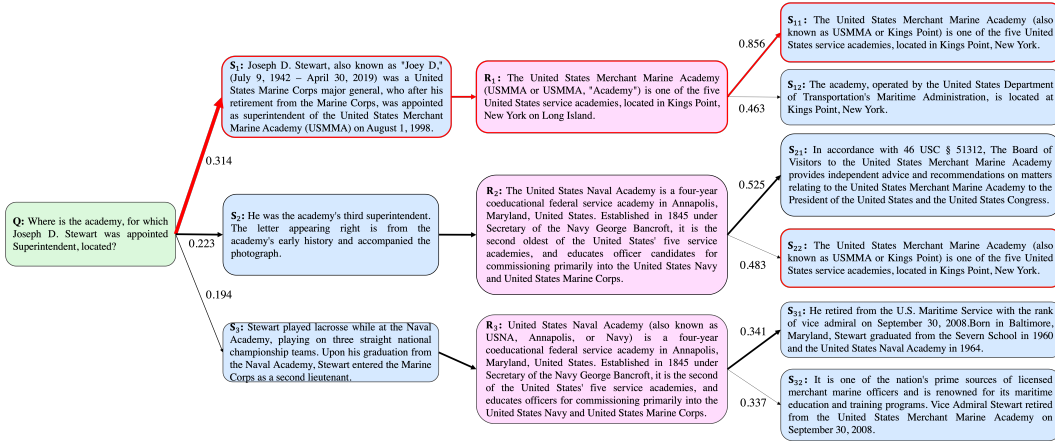 Q: Where is the academy, for which
Joseph D. Stewart was appointed
Superintendent, located?
0.314
0.223
0.194
S1: Joseph D. Stewart, also known as "Joey D,"
(July 9, 1942 – April 30, 2019) was a United
States Marine Corps major general, who after his
retirement from the Marine Corps, was appointed
as superintendent of the United States Merchant
Marine Academy (USMMA) on August 1, 1998.
S2: He was the academy's third superintendent.
The letter appearing right is from the
academy's early history and accompanied the
photograph.
S3: Stewart played lacrosse while at the Naval
Academy, playing on three straight national
championship teams. Upon his graduation from
the Naval Academy, Stewart entered the Marine
Corps as a second lieutenant.
R1: The United States Merchant Marine Academy
(USMMA or USMMA, "Academy") is one of the five
United States service academies, located in Kings Point,
New York on Long Island.
R2: The United States Naval Academy is a four-year
coeducational federal service academy in Annapolis,
Maryland, United States. Established in 1845 under
Secretary of the Navy George Bancroft, it is the
second oldest of the United States' five service
academies, and educates officer candidates for
commissioning primarily into the United States Navy
and United States Marine Corps.
R3: United States Naval Academy (also known as
USNA, Annapolis, or Navy) is a four-year
coeducational federal service academy in Annapolis,
Maryland, United States. Established in 1845 under
Secretary of the Navy George Bancroft, it is the second
of the United States' five service academies, and
educates officers for commissioning primarily into the
United States Navy and United States Marine Corps.
0.856
0.463
0.525
0.483
0.341
0.337
S11: The United States Merchant Marine Academy (also
known as USMMA or Kings Point) is one of the five United
States service academies, located in Kings Point, New York.
S12: The academy, operated by the United States Department
of Transportation's Maritime Administration, is located at
Kings Point, New York.
S21: In accordance with 46 USC § 51312, The Board of
Visitors to the United States Merchant Marine Academy
provides independent advice and recommendations on matters
relating to the United States Merchant Marine Academy to the
President of the United States and the United States Congress.
S22: The United States Merchant Marine Academy (also
known as USMMA or Kings Point) is one of the five United
States service academies, located in Kings Point, New York.
S31: He retired from the U.S. Maritime Service with the rank
of vice admiral on September 30, 2008.Born in Baltimore,
Maryland, Stewart graduated from the Severn School in 1960
and the United States Naval Academy in 1964.
S32: It is one of the nation's prime sources of licensed
merchant marine officers and is renowned for its maritime
education and training programs. Vice Admiral Stewart retired
from the United States Merchant Marine Academy on
September 30, 2008.